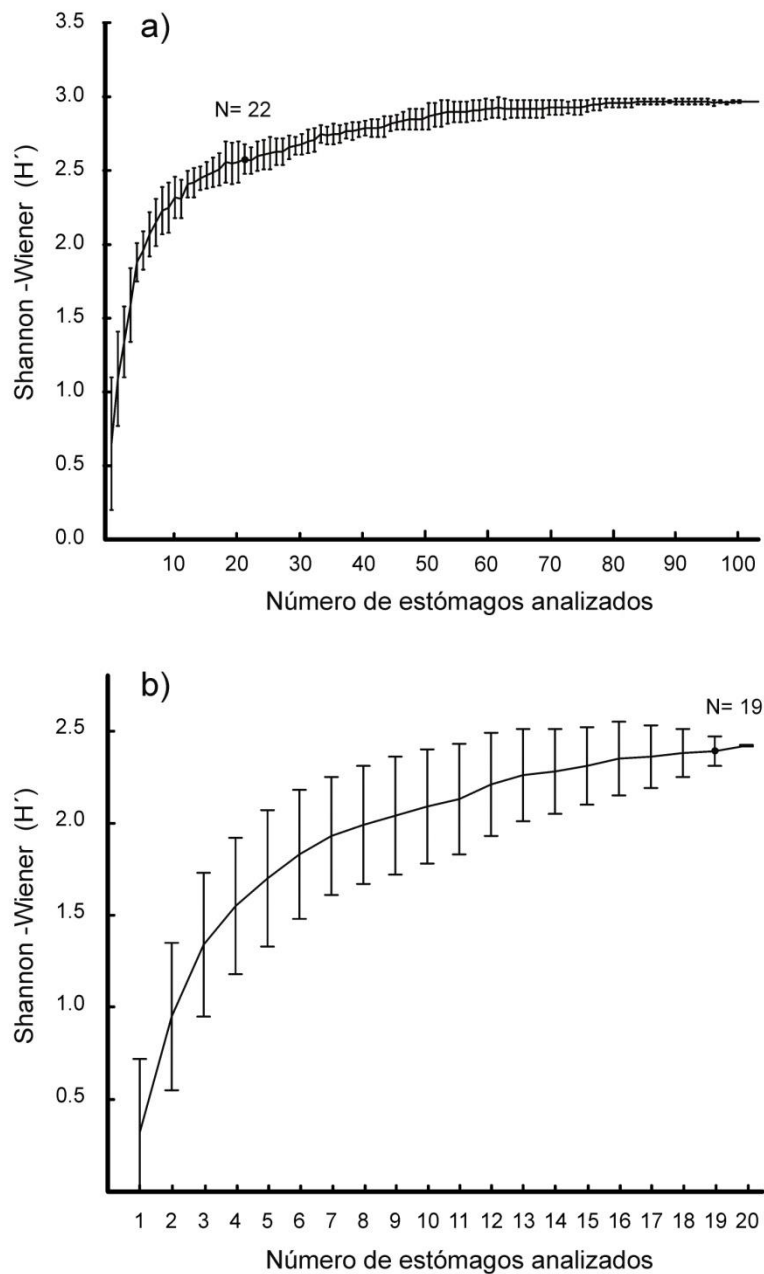 a)
N= 22
Shannon -Wiener (H´)
3.5
3.0
2.5
2.0
1.5
1.0
0.5
0.0
10 20 30 40 50 60 70 80 90 100
Número de estómagos analizados
b)
N= 19
Shannon -Wiener (H´)
2.5
2.0
1.5
1.0
0.5
1 2 3 4 5 6 7 8 9 10 11 12 13 14 15 16 17 18 19 20
Número de estómagos analizados